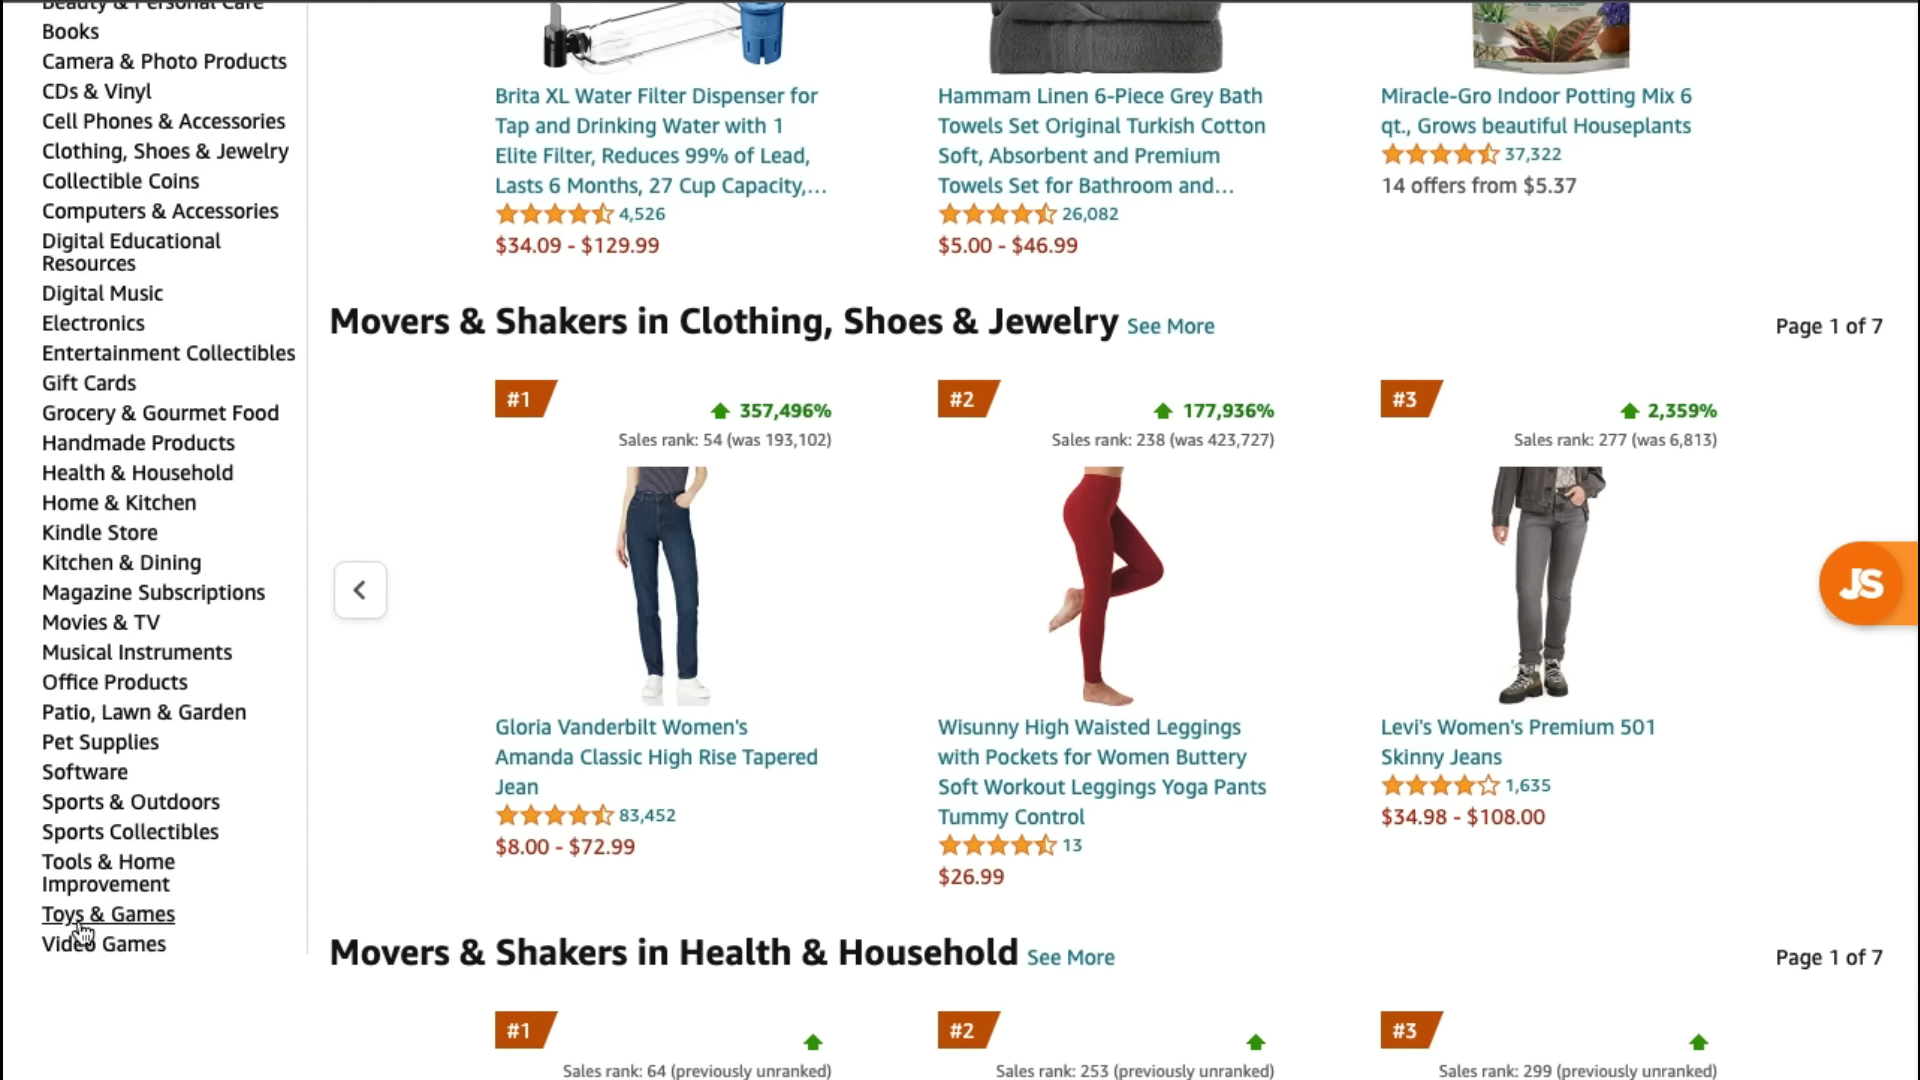 Beauty & Personal Care
Books
Camera & Photo Products
CDs & Vinyl
Cell Phones & Accessories
Clothing, Shoes & Jewelry
Collectible Coins
Computers & Accessories
Digital Educational
Resources
Digital Music
Electronics
Entertainment Collectibles
Gift Cards
Grocery & Gourmet Food
Handmade Products
Health & Household
Home & Kitchen
Kindle Store
Kitchen & Dining
Magazine Subscriptions
Movies & TV
Musical Instruments
Office Products
Patio, Lawn & Garden
Pet Supplies
Software
Sports & Outdoors
Sports Collectibles
Tools & Home
Improvement
Toys & Games
Video Games
Brita XL Water Filter Dispenser for
Tap and Drinking Water with 1
Elite Filter, Reduces 99% of Lead,
Lasts 6 Months, 27 Cup Capacity,...
4,526
$34.09 - $129.99
Hammam Linen 6-Piece Grey Bath
Towels Set Original Turkish Cotton
Soft, Absorbent and Premium
Towels Set for Bathroom and...
26,082
$5.00 - $46.99
Miracle-Gro Indoor Potting Mix 6
qt., Grows beautiful Houseplants
37,322
14 offers from $5.37
Movers & Shakers in Clothing, Shoes & Jewelry See More
Page 1 of 7
#1
357,496%
Sales rank: 54 (was 193,102)
Gloria Vanderbilt Women's
Amanda Classic High Rise Tapered
Jean
83,452
$8.00 - $72.99
#2
177,936%
Sales rank: 238 (was 423,727)
Wisunny High Waisted Leggings
with Pockets for Women Buttery
Soft Workout Leggings Yoga Pants
Tummy Control
13
$26.99
#3
2,359%
Sales rank: 277 (was 6,813)
Levi's Women's Premium 501
Skinny Jeans
1,635
$34.98 - $108.00
JS
Movers & Shakers in Health & Household See More
Page 1 of 7
#1
Sales rank: 64 (previously unranked)
#2
Sales rank: 253 (previously unranked)
#3
Sales rank: 299 (previously unranked)